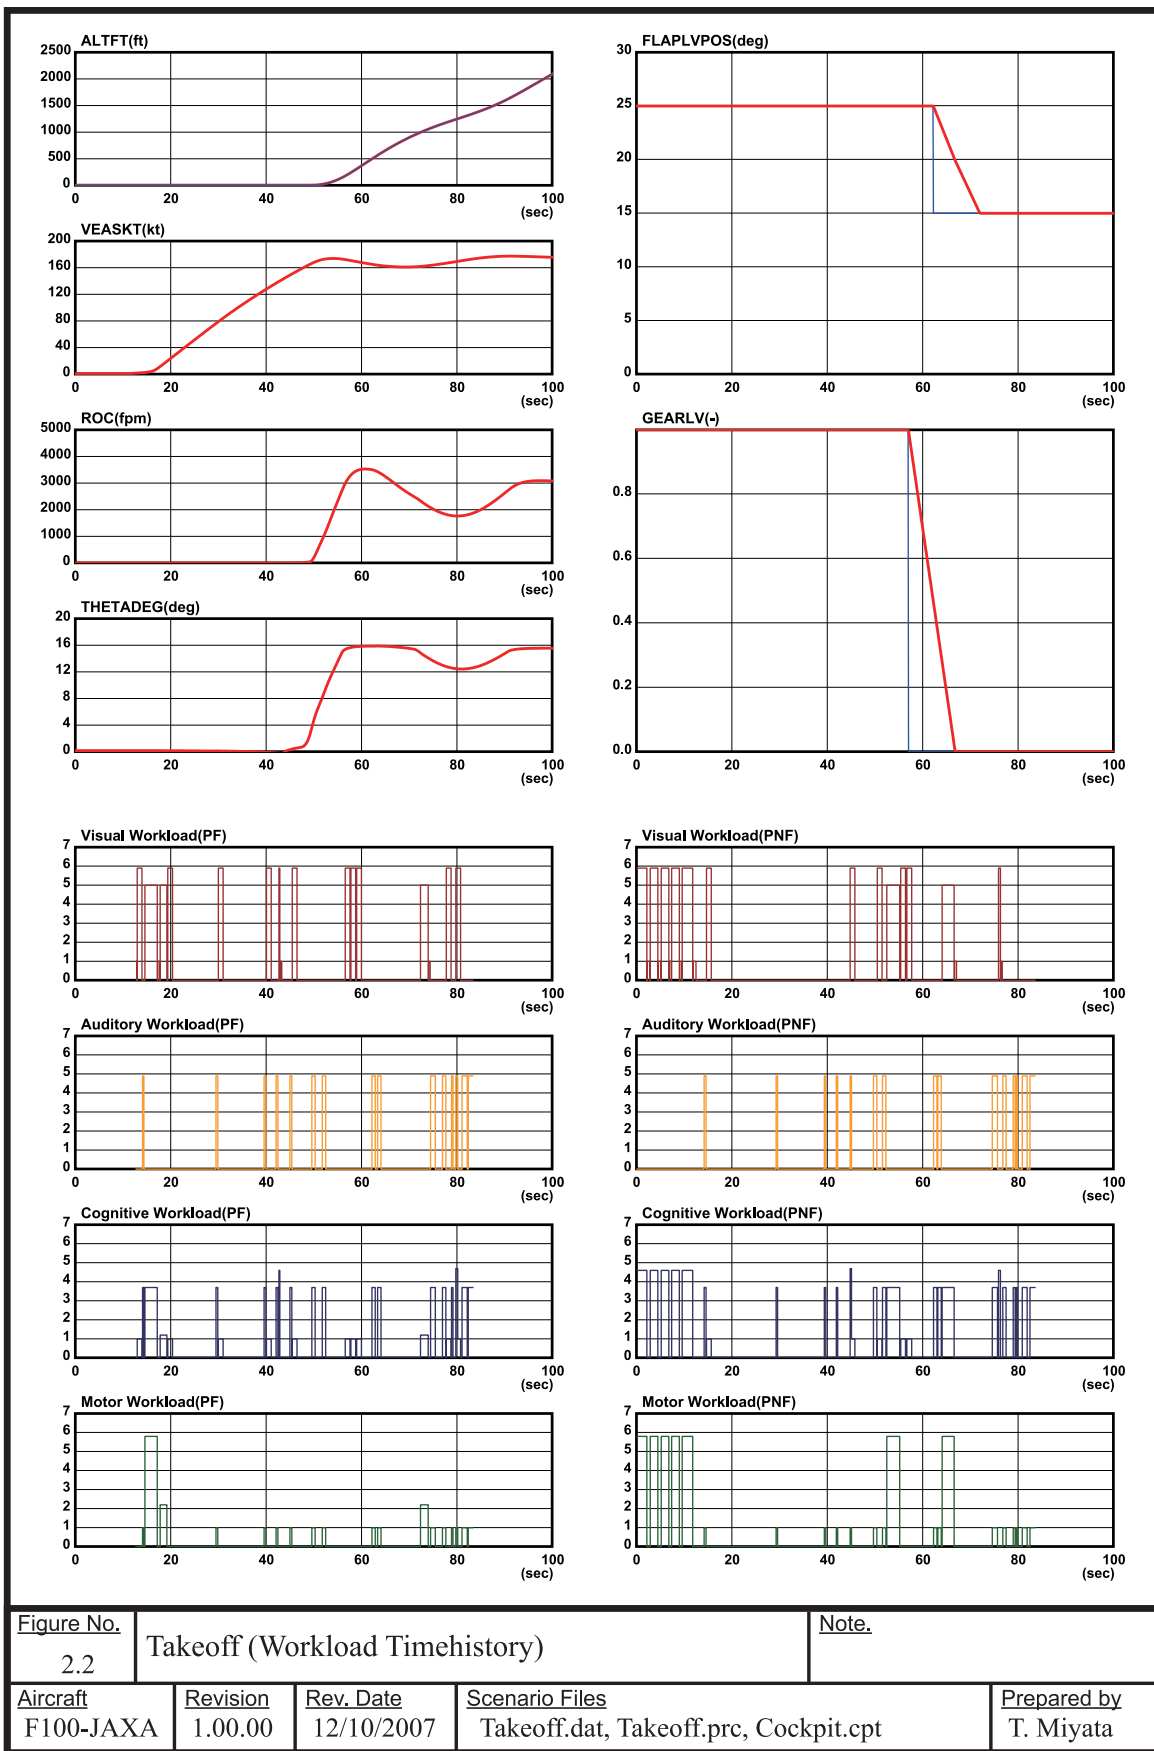 ALTFT(ft)
2500
2000
1500
1000
500
0
0 20 40 60 80 100
(sec)
VEASKT(kt)
200
160
120
80
40
0
0 20 40 60 80 100
(sec)
ROC(fpm)
5000
4000
3000
2000
1000
0
0 20 40 60 80 100
(sec)
THETADEG(deg)
20
16
12
8
4
0
0 20 40 60 80 100
(sec)
FLAPLVPOS(deg)
30
25
20
15
10
5
0
0 20 40 60 80 100
(sec)
GEARLV(-)
0.8
0.6
0.4
0.2
0.0
0 20 40 60 80 100
(sec)
Visual Workload(PF)
7
6
5
4
3
2
1
0
0 20 40 60 80 100
(sec)
Visual Workload(PNF)
7
6
5
4
3
2
1
0
0 20 40 60 80 100
(sec)
Auditory Workload(PF)
7
6
5
4
3
2
1
0
0 20 40 60 80 100
(sec)
Auditory Workload(PNF)
7
6
5
4
3
2
1
0
0 20 40 60 80 100
(sec)
Cognitive Workload(PF)
7
6
5
4
3
2
1
0
0 20 40 60 80 100
(sec)
Cognitive Workload(PNF)
7
6
5
4
3
2
1
0
0 20 40 60 80 100
(sec)
Motor Workload(PF)
7
6
5
4
3
2
1
0
0 20 40 60 80 100
(sec)
Motor Workload(PNF)
7
6
5
4
3
2
1
0
0 20 40 60 80 100
(sec)
Figure No.
2.2
Takeoff (Workload Timehistory)
Note.
Aircraft
F100-JAXA
Revision
1.00.00
Rev. Date
12/10/2007
Scenario Files
Takeoff.dat, Takeoff.prc, Cockpit.cpt
Prepared by
T. Miyata